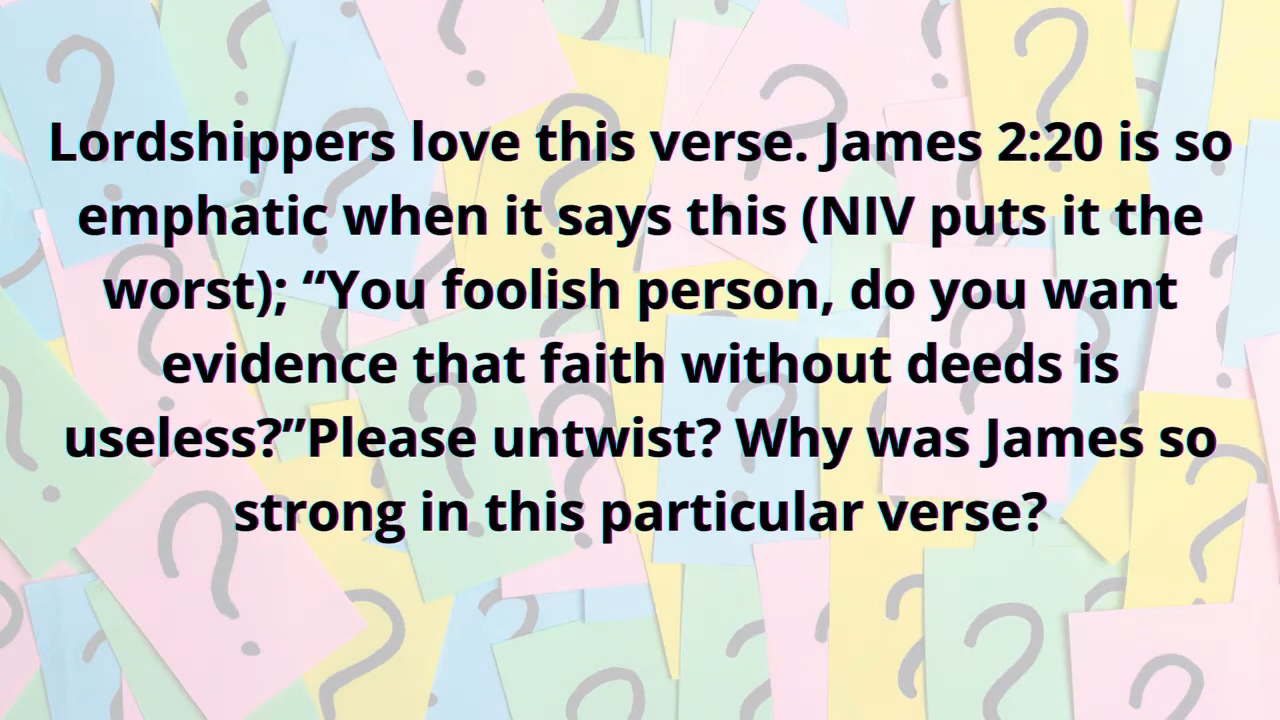 Lordshippers love this verse. James 2:20 is so
emphatic when it says this (NIV puts it the
worst); “You foolish person, do you want
evidence that faith without deeds is
useless?”Please untwist? Why was James so
strong in this particular verse?